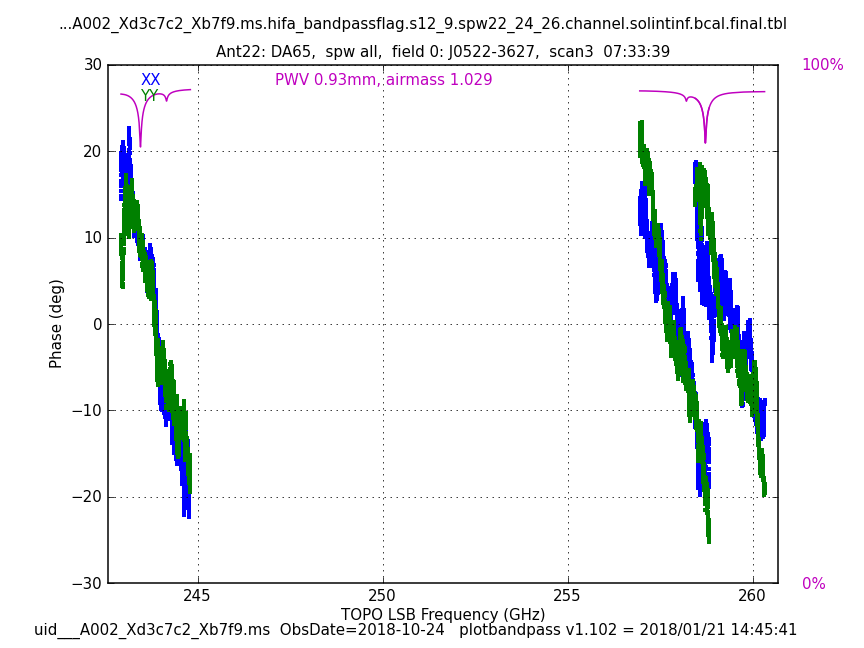 ...A002_Xd3c7c2_Xb7f9.ms.hifa_bandpassflag.s12_9.spw22_24_26.channel.solintinf.bcal.final.tbl
Ant22: DA65,  spw all,  field 0: J0522-3627,  scan3  07:33:39
30
20
10
0
−10
−20
−30
Phase (deg)
XX
YY
PWV 0.93mm, airmass 1.029
100%
0%
245
250
255
260
TOPO LSB Frequency (GHz)
uid___A002_Xd3c7c2_Xb7f9.ms  ObsDate=2018-10-24   plotbandpass v1.102 = 2018/01/21 14:45:41